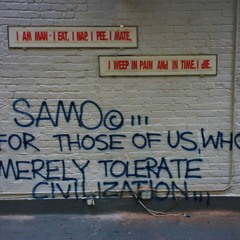 I AM MAN - I EAT, I NAP, I PEE, I MATE,
I WEEP IN PAIN AND IN TIME, I DIE.
SAMO© ...
FOR THOSE OF US, WHO
MERELY TOLERATE
CIVILIZATION ...